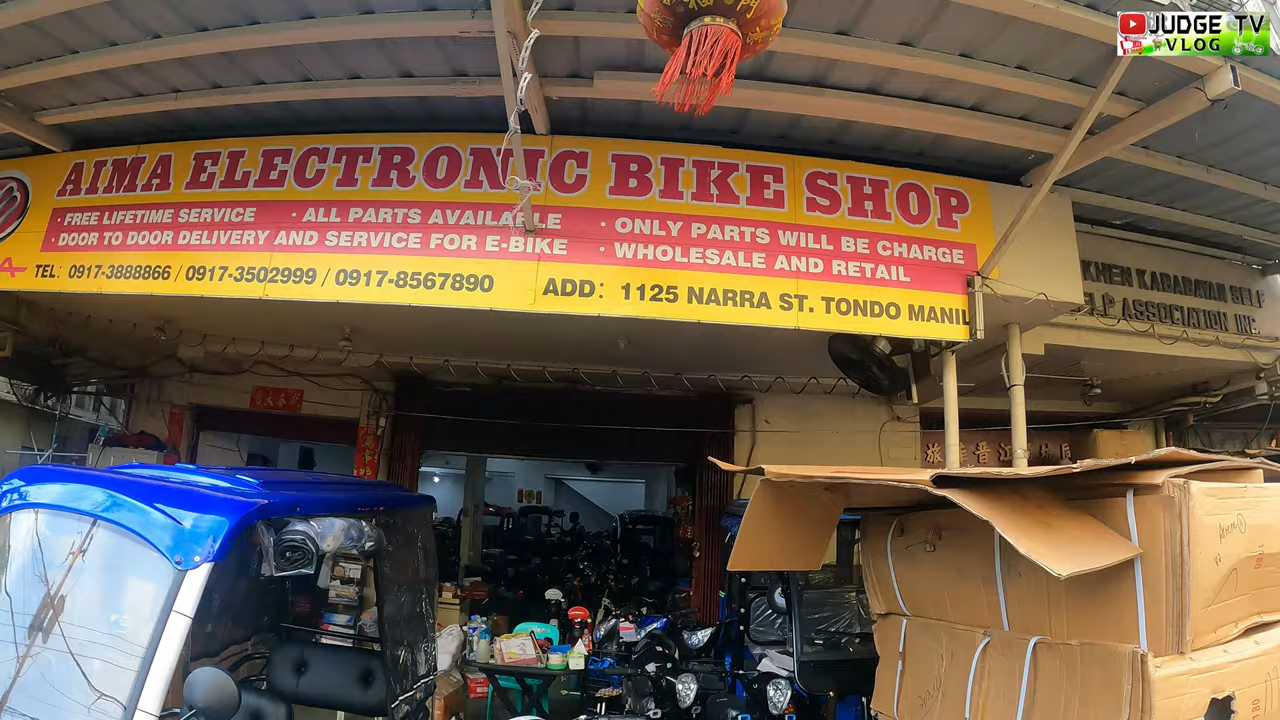 JUDGE TV
VLOG
AIMA ELECTRONIC BIKE SHOP
· FREE LIFETIME SERVICE · ALL PARTS AVAILABLE · ONLY PARTS WILL BE CHARGE
· DOOR TO DOOR DELIVERY AND SERVICE FOR E-BIKE · WHOLESALE AND RETAIL
TEL: 0917-3888866 / 0917-3502999 / 0917-8567890 ADD: 1125 NARRA ST. TONDO MANIL
KHEN KABABAYAN SELF
ELP ASSOCIATION INC.